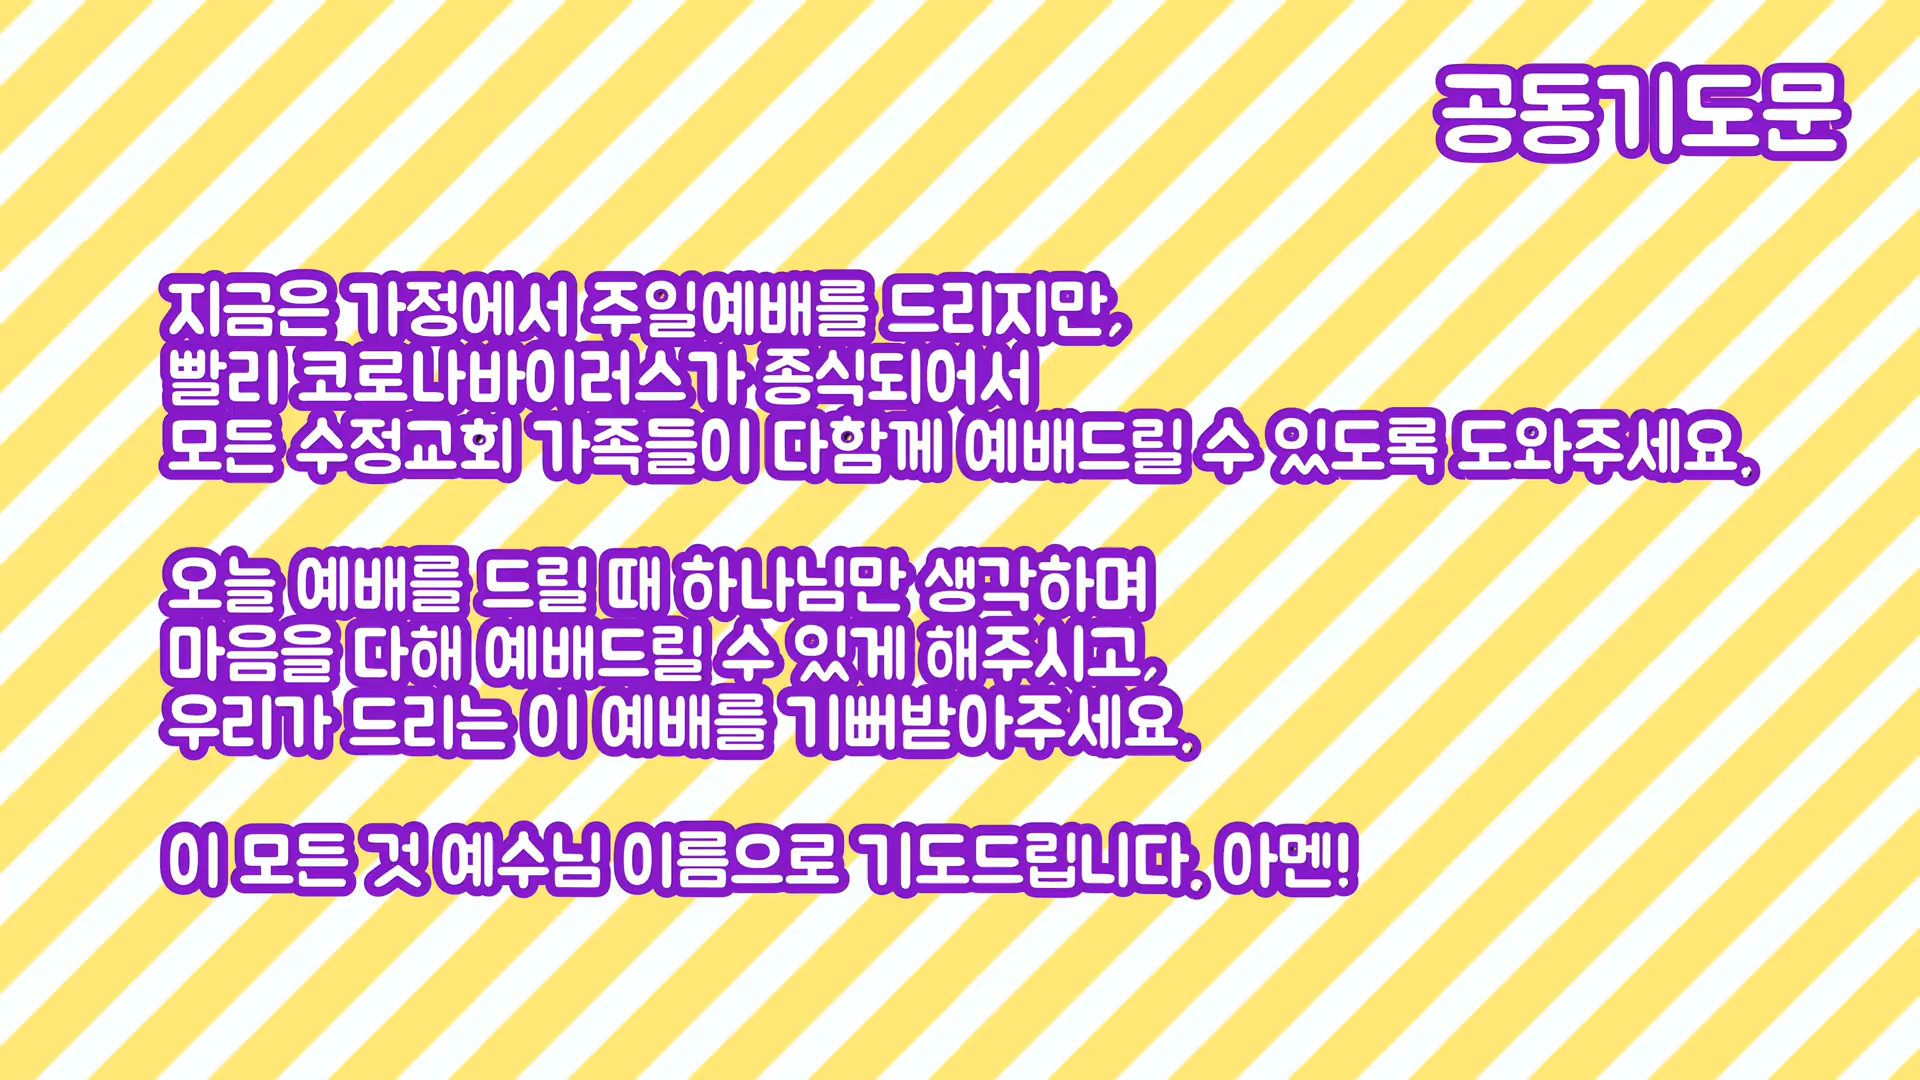 공동기도문
지금은 가정에서 주일예배를 드리지만,
빨리 코로나바이러스가 종식되어서
모든 수정교회 가족들이 다함께 예배드릴 수 있도록 도와주세요.
오늘 예배를 드릴 때 하나님만 생각하며
마음을 다해 예배드릴 수 있게 해주시고,
우리가 드리는 이 예배를 기뻐받아주세요.
이 모든 것 예수님 이름으로 기도드립니다. 아멘!